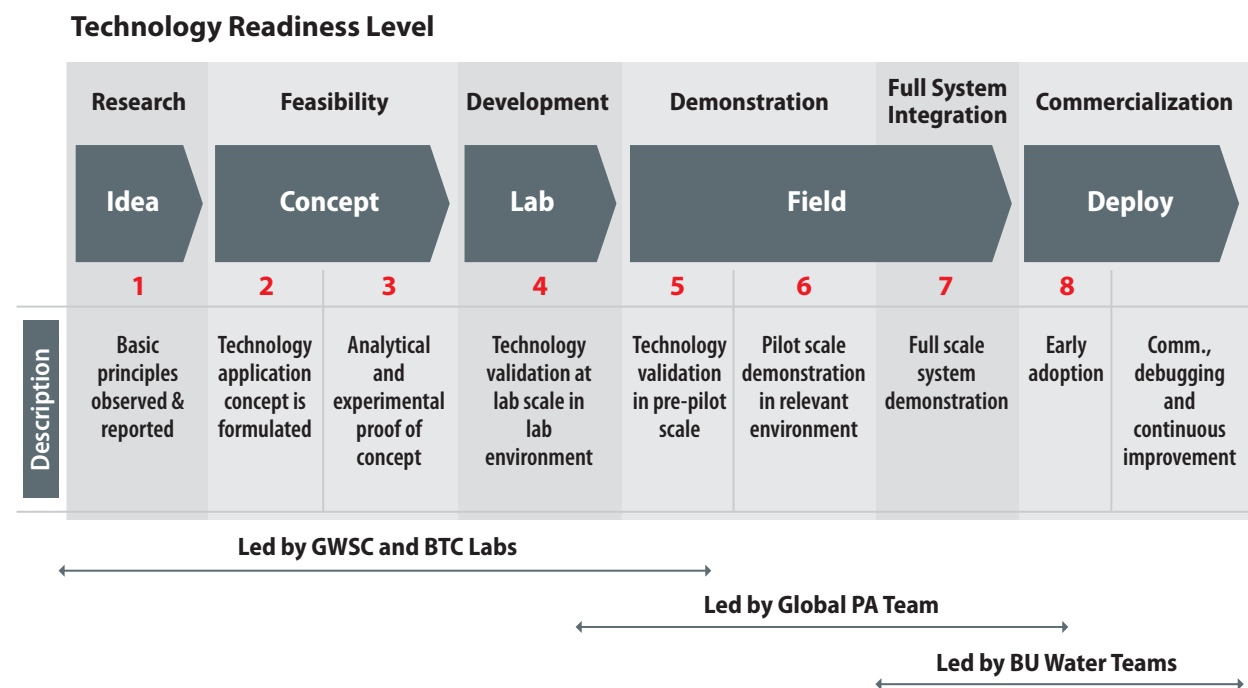 Technology Readiness Level
Research
Feasibility
Development
Demonstration
Full System
Integration
Commercialization
Idea
Concept
Lab
Field
Deploy
1
2
3
4
5
6
7
8
Description
Basic
principles
observed &
reported
Technology
application
concept is
formulated
Analytical
and
experimental
proof of
concept
Technology
validation at
lab scale in
lab
environment
Technology
validation
in pre-pilot
scale
Pilot scale
demonstration
in relevant
environment
Full scale
system
demonstration
Early
adoption
Comm.,
debugging
and
continuous
improvement
Led by GWSC and BTC Labs
Led by Global PA Team
Led by BU Water Teams